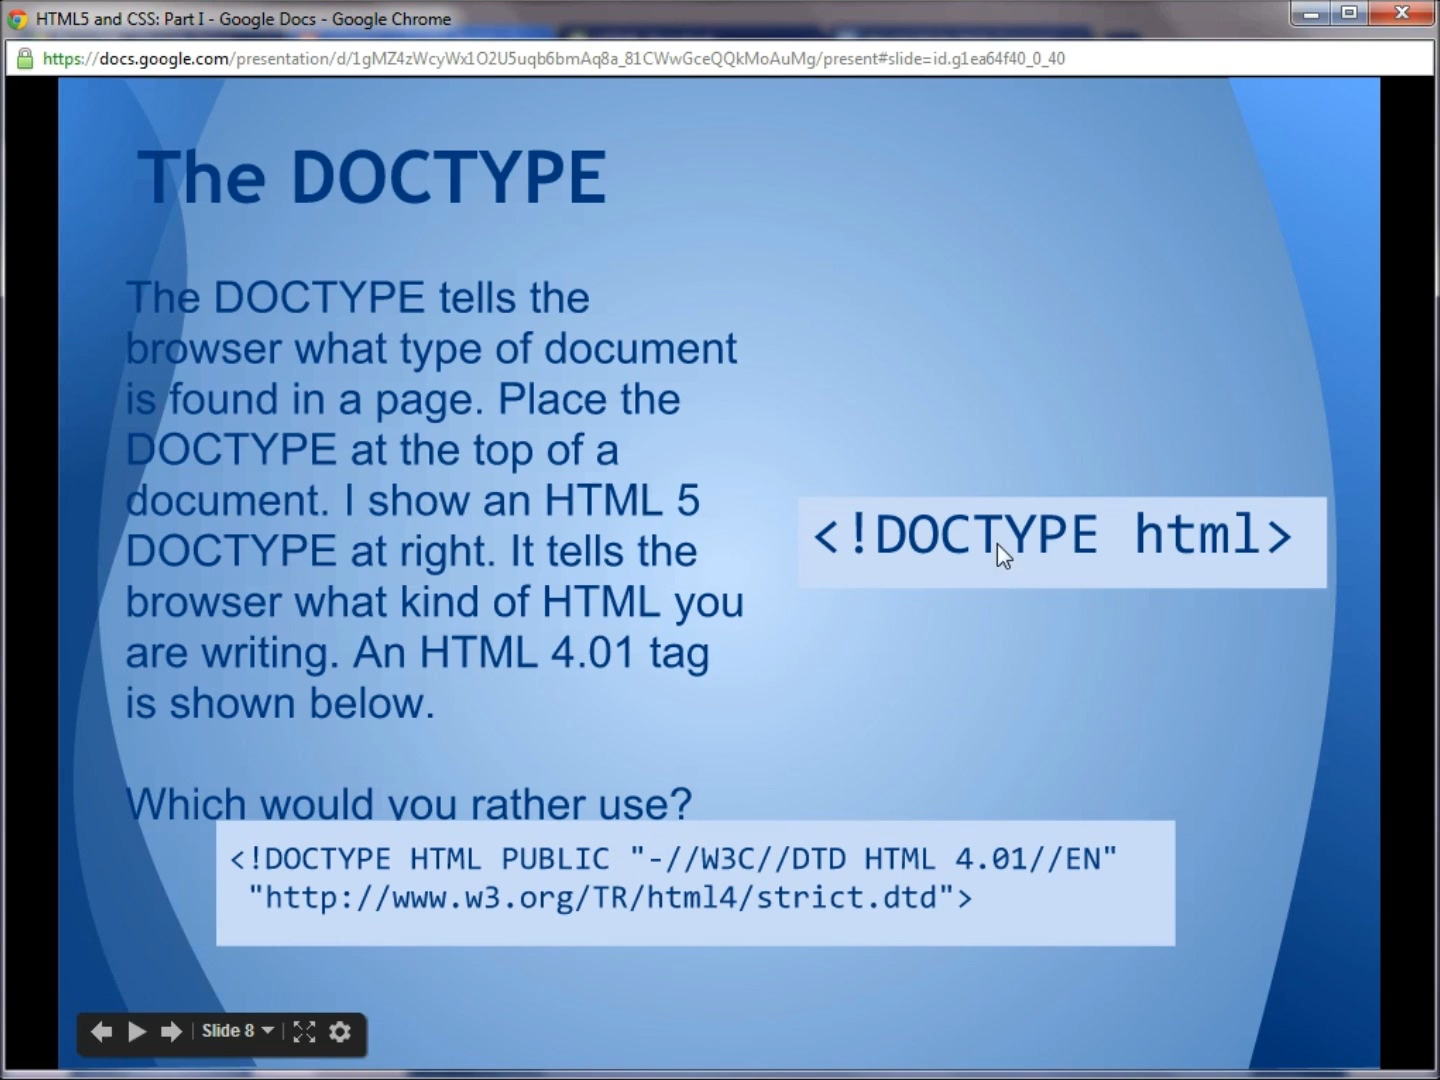 HTML5 and CSS: Part I - Google Docs - Google Chrome
https://docs.google.com/presentation/d/1gMZ4zWcyWx1O2U5uqb6bmAq8a_81CWwGceQQkMoAuMg/present#slide=id.g1ea64f40_0_40
The DOCTYPE
The DOCTYPE tells the
browser what type of document
is found in a page. Place the
DOCTYPE at the top of a
document. I show an HTML 5
DOCTYPE at right. It tells the
browser what kind of HTML you
are writing. An HTML 4.01 tag
is shown below.
<!DOCTYPE html>
Which would you rather use?
<!DOCTYPE HTML PUBLIC "-//W3C//DTD HTML 4.01//EN"
"http://www.w3.org/TR/html4/strict.dtd">
Slide 8